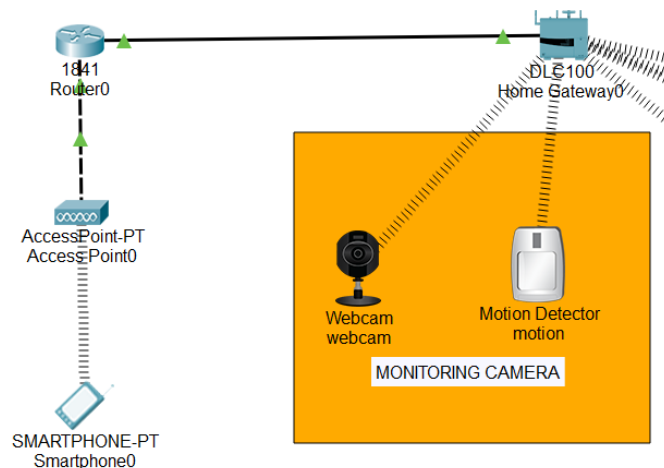 1841
Router0
DLC100
Home Gateway0
AccessPoint-PT
Access Point0
Webcam
webcam
Motion Detector
motion
MONITORING CAMERA
SMARTPHONE-PT
Smartphone0